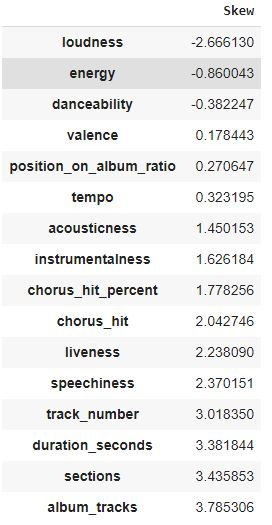 Skew
loudness -2.666130
energy -0.860043
danceability -0.382247
valence 0.178443
position_on_album_ratio 0.270647
tempo 0.323195
acousticness 1.450153
instrumentalness 1.626184
chorus_hit_percent 1.778256
chorus_hit 2.042746
liveness 2.238090
speechiness 2.370151
track_number 3.018350
duration_seconds 3.381844
sections 3.435853
album_tracks 3.785306